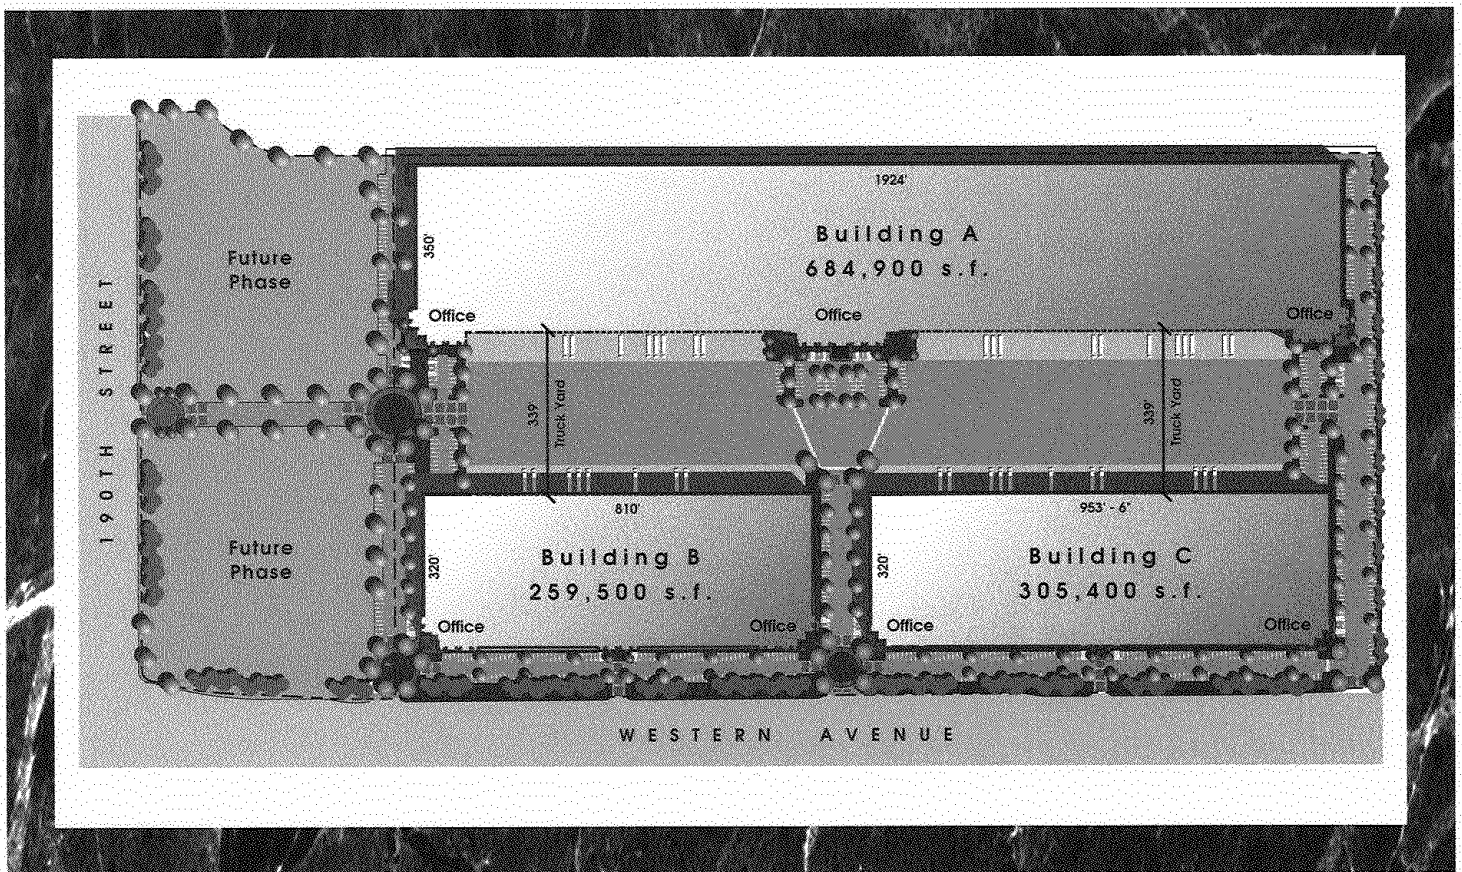 1924'
Building A
684,900 s.f.
350'
Future
Phase
Office
Office
Office
190TH STREET
339'
Truck Yard
339'
Truck Yard
810'
953' - 6"
Future
Phase
320'
Building B
259,500 s.f.
320'
Building C
305,400 s.f.
Office
Office
Office
Office
WESTERN AVENUE